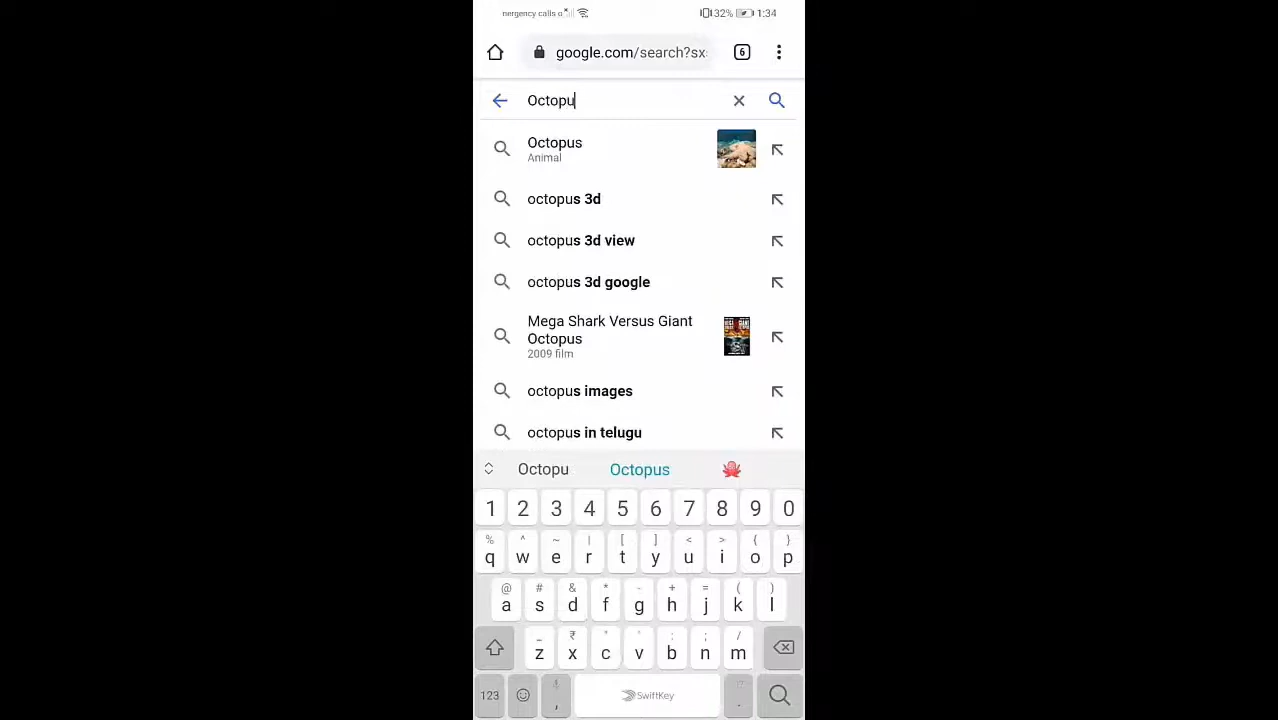 nergency calls o
32%
1:34
google.com/search?sx
6
Octopu
Octopus
Animal
octopus 3d
octopus 3d view
octopus 3d google
Mega Shark Versus Giant
Octopus
2009 film
octopus images
octopus in telugu
Octopu Octopus
1 2 3 4 5 6 7 8 9 0
% ^ ~ | [ ] < > { }
q w e r t y u i o p
@ # & * - + = ( )
a s d f g h j k l
_ ₹ " ' : ; /
z x c v b n m
123 , SwiftKey .